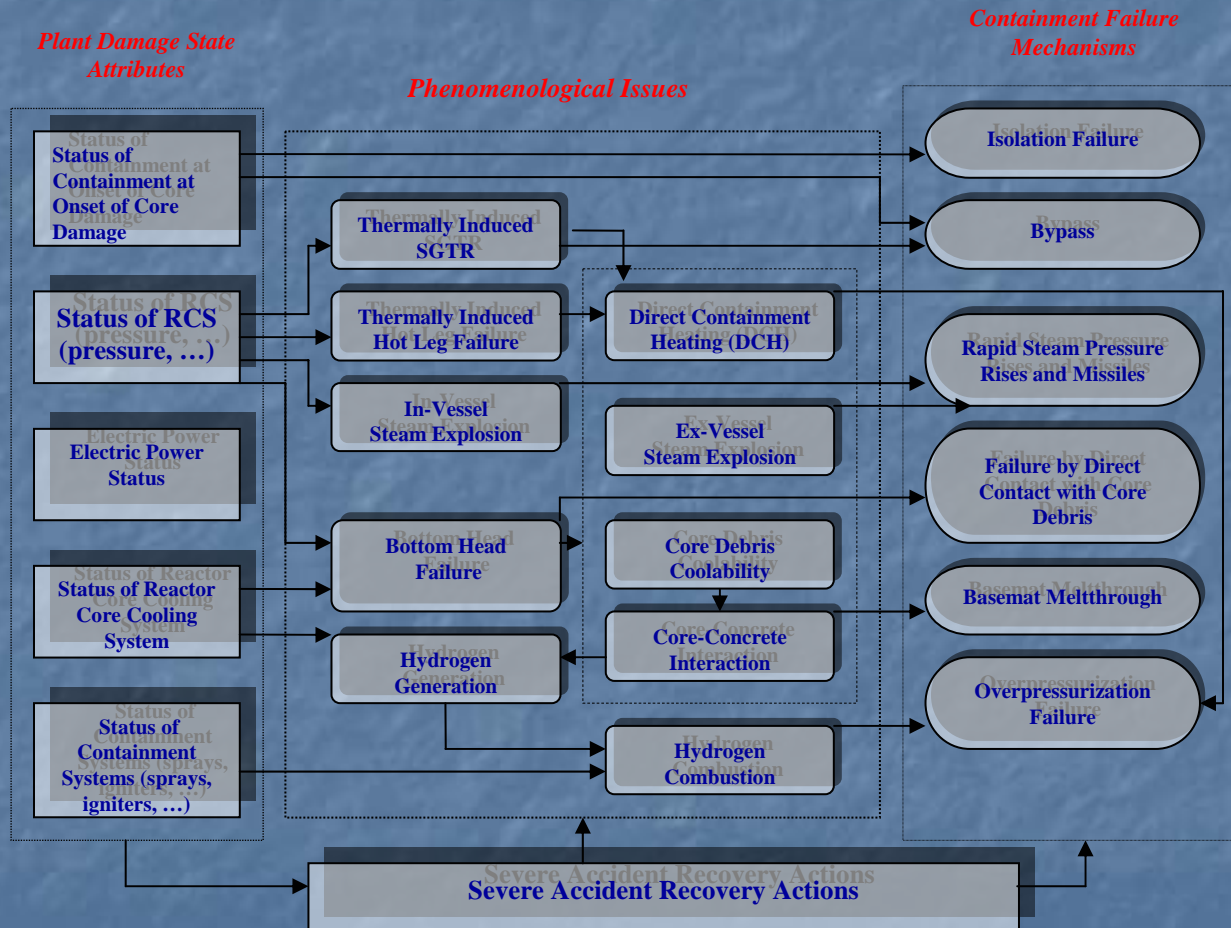 Plant Damage State
Attributes
Phenomenological Issues
Containment Failure
Mechanisms
Status of
Containment at
Onset of Core
Damage
Status of RCS
(pressure, …)
Electric Power
Status
Status of Reactor
Core Cooling
System
Status of
Containment
Systems (sprays,
igniters, …)
Thermally Induced
SGTR
Thermally Induced
Hot Leg Failure
In-Vessel
Steam Explosion
Bottom Head
Failure
Hydrogen
Generation
Direct Containment
Heating (DCH)
Ex-Vessel
Steam Explosion
Core Debris
Coolability
Core-Concrete
Interaction
Hydrogen
Combustion
Isolation Failure
Bypass
Rapid Steam Pressure
Rises and Missiles
Failure by Direct
Contact with Core
Debris
Basemat Meltthrough
Overpressurization
Failure
Severe Accident Recovery Actions